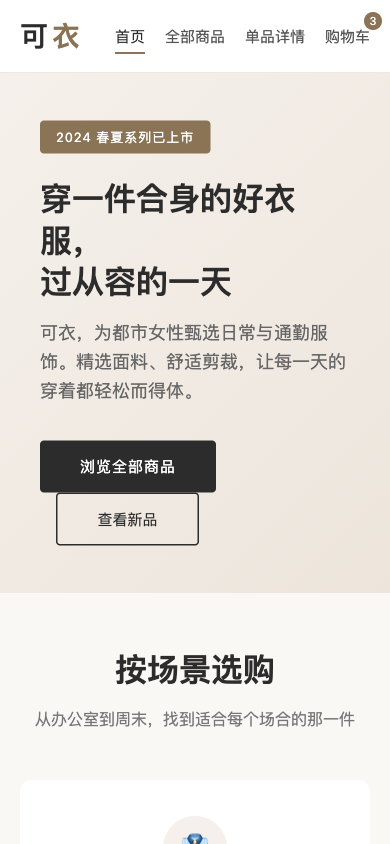 可衣
首页
全部商品
单品详情
购物车
3
2024 春夏系列已上市
穿一件合身的好衣
服，
过从容的一天
可衣，为都市女性甄选日常与通勤服
饰。精选面料、舒适剪裁，让每一天的
穿着都轻松而得体。
浏览全部商品
查看新品
按场景选购
从办公室到周末，找到适合每个场合的那一件